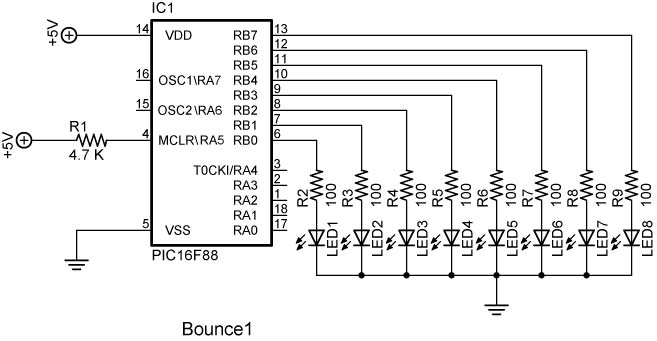 IC1
+5V
14 VDD RB7 13
RB6 12
RB5 11
16 OSC1\RA7 RB4 10
RB3 9
15 OSC2\RA6 RB2 8
RB1 7
+5V R1 4.7 K 4 MCLR\RA5 RB0 6
T0CKI/RA4 3
RA3 2
RA2 1
RA1 18
5 VSS RA0 17
PIC16F88
R2 100 R3 100 R4 100 R5 100 R6 100 R7 100 R8 100 R9 100
LED1 LED2 LED3 LED4 LED5 LED6 LED7 LED8
Bounce1